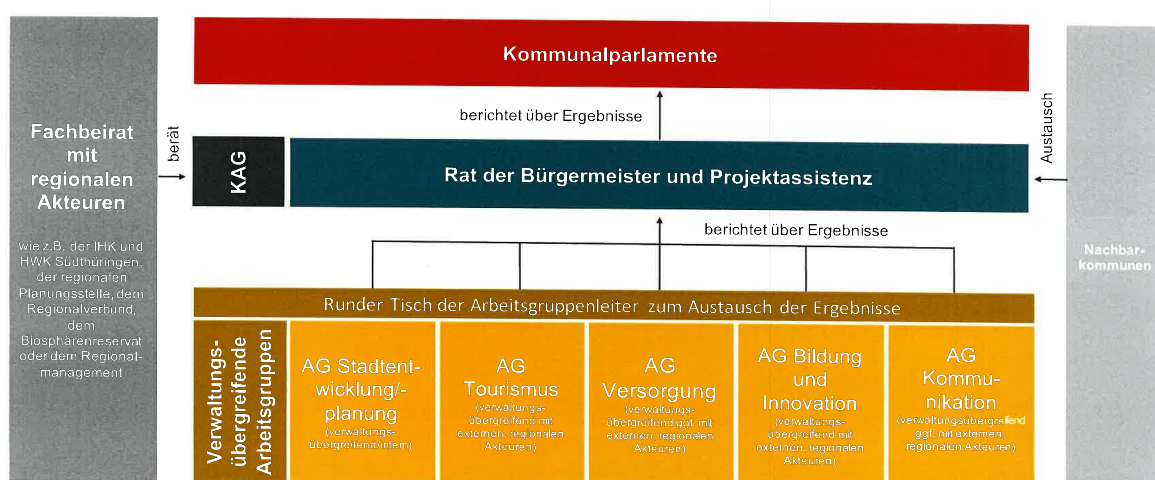 Kommunalparlamente
berichtet über Ergebnisse
Fachbeirat
mit
regionalen
Akteuren
wie z.B. der IHK und
HWK Südthüringen,
der regionalen
Planungsstelle, dem
Regionalverbund,
dem
Biosphärenreservat
oder dem Regional-
management
berät
KAG
Rat der Bürgermeister und Projektassistenz
Austausch
Nachbar-
kommunen
berichtet über Ergebnisse
Runder Tisch der Arbeitsgruppenleiter zum Austausch der Ergebnisse
Verwaltungs-
übergreifende
Arbeitsgruppen
AG Stadtent-
wicklung/-
planung
(verwaltungs-
übergreifend/intern)
AG
Tourismus
(verwaltungs-
übergreifend mit
externen, regionalen
Akteuren)
AG
Versorgung
(verwaltungs-
übergreifend ggf. mit
externen, regionalen
Akteuren)
AG Bildung
und
Innovation
(verwaltungs-
übergreifend mit
externen, regionalen
Akteuren)
AG
Kommu-
nikation
(verwaltungsübergreifend
ggf. mit externen,
regionalen Akteuren)